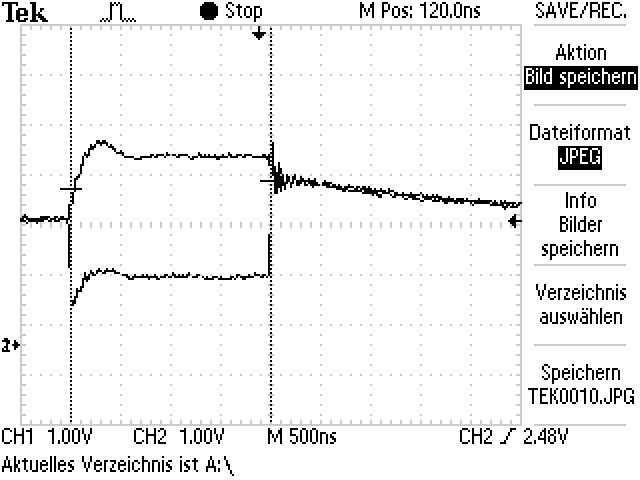 Tek
Stop
M Pos: 120.0ns
SAVE/REC.
Aktion
Bild speichern
Dateiformat
JPEG
Info
Bilder
speichern
Verzeichnis
auswählen
Speichern
TEK0010.JPG
2
CH1 1.00V
CH2 1.00V
M 500ns
CH2 2.48V
Aktuelles Verzeichnis ist A:\